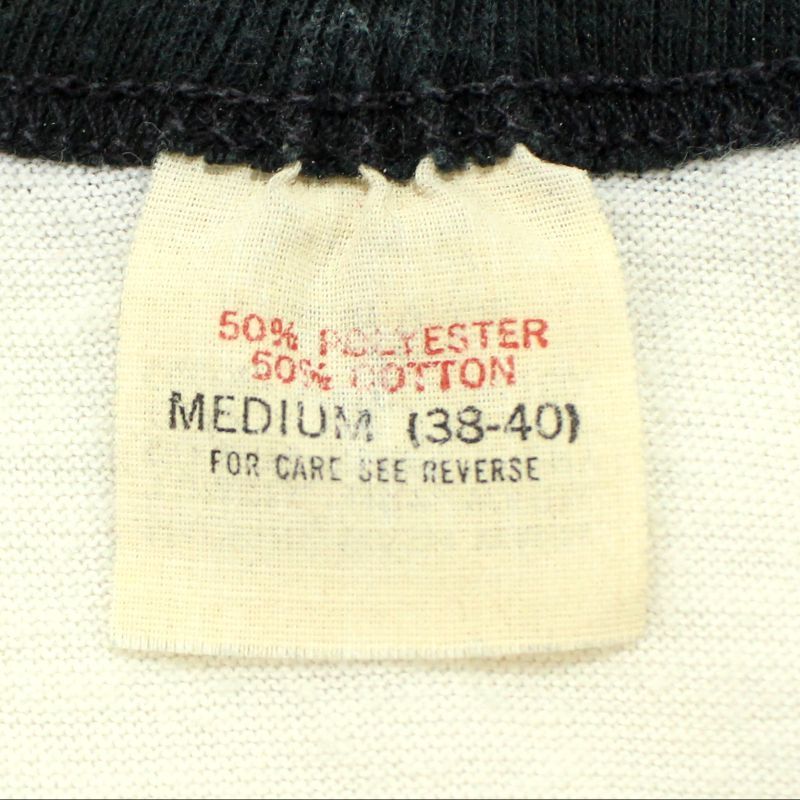 50% POLYESTER
50% COTTON
MEDIUM (38-40)
FOR CARE SEE REVERSE